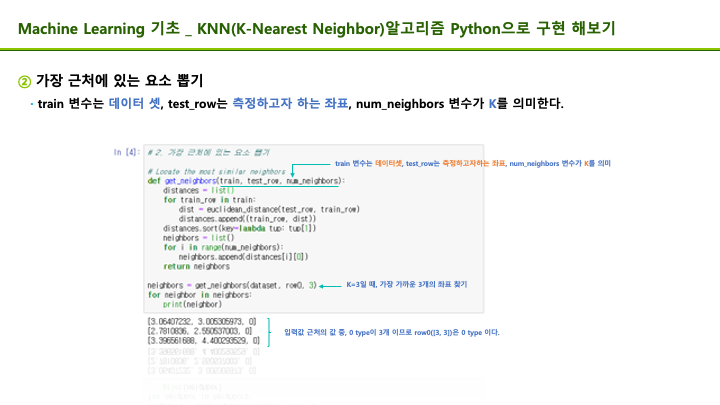 Machine Learning 기초 _ KNN(K-Nearest Neighbor)알고리즘 Python으로 구현 해보기
② 가장 근처에 있는 요소 뽑기
· train 변수는 데이터 셋, test_row는 측정하고자 하는 좌표, num_neighbors 변수가 K를 의미한다.
In [4]:
# 2. 가장 근처에 있는 요소 뽑기
train 변수는 데이터셋, test_row는 측정하고자하는 좌표, num_neighbors 변수가 K를 의미
# Locate the most similar neighbors
def get_neighbors(train, test_row, num_neighbors):
    distances = list()
    for train_row in train:
        dist = euclidean_distance(test_row, train_row)
        distances.append((train_row, dist))
    distances.sort(key=lambda tup: tup[1])
    neighbors = list()
    for i in range(num_neighbors):
        neighbors.append(distances[i][0])
    return neighbors
neighbors = get_neighbors(dataset, row0, 3)
K=3일 때, 가장 가까운 3개의 좌표 찾기
for neighbor in neighbors:
    print(neighbor)
[3.06407232, 3.005305973, 0]
[2.7810836, 2.550537003, 0]
입력값 근처의 값 중, 0 type이 3개 이므로 row0([3, 3])은 0 type 이다.
[3.396561688, 4.400293529, 0]